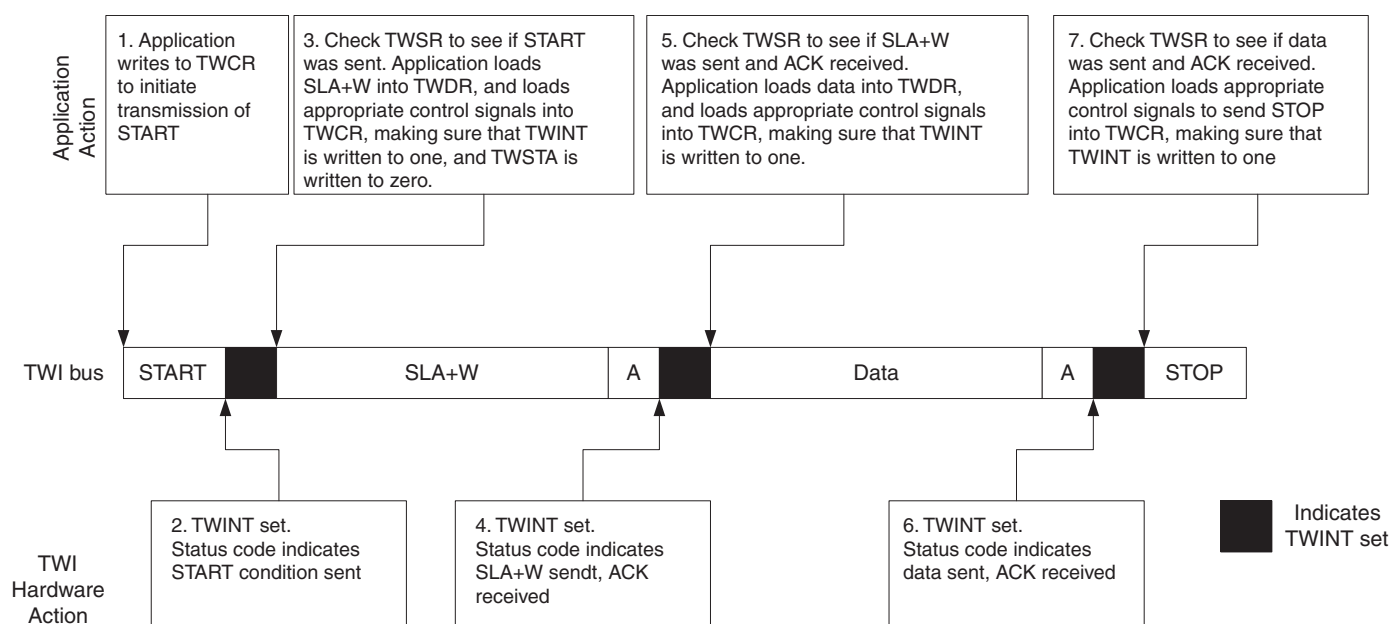 Application
Action
1. Application
writes to TWCR
to initiate
transmission of
START
3. Check TWSR to see if START
was sent. Application loads
SLA+W into TWDR, and loads
appropriate control signals into
TWCR, making sure that TWINT
is written to one, and TWSTA is
written to zero.
5. Check TWSR to see if SLA+W
was sent and ACK received.
Application loads data into TWDR,
and loads appropriate control signals
into TWCR, making sure that TWINT
is written to one.
7. Check TWSR to see if data
was sent and ACK received.
Application loads appropriate
control signals to send STOP
into TWCR, making sure that
TWINT is written to one
TWI bus
START
SLA+W
A
Data
A
STOP
2. TWINT set.
Status code indicates
START condition sent
4. TWINT set.
Status code indicates
SLA+W sendt, ACK
received
6. TWINT set.
Status code indicates
data sent, ACK received
Indicates
TWINT set
TWI
Hardware
Action